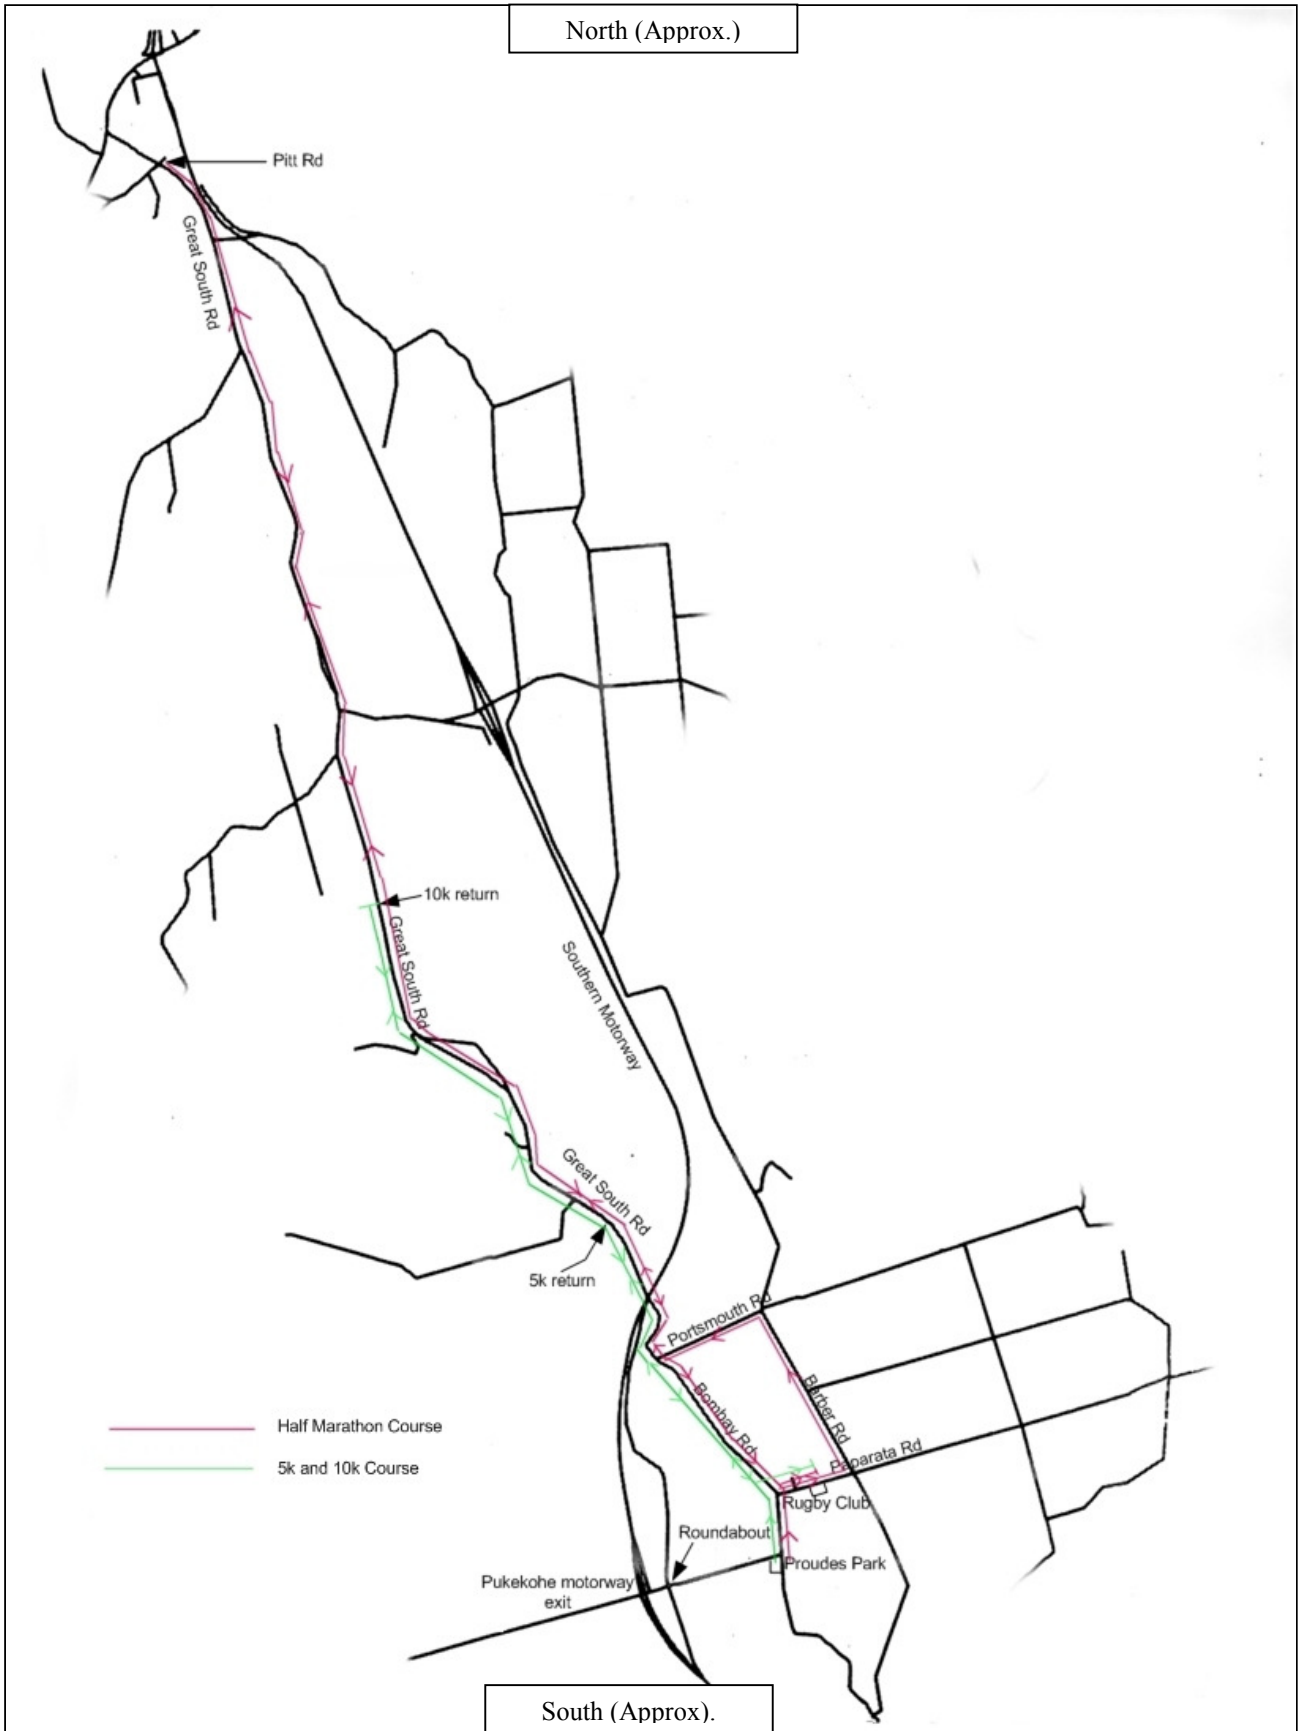 North (Approx.)
Pitt Rd
Great South Rd
10k return
Great South Rd
Southern Motorway
Great South Rd
5k return
Portsmouth Rd
Barber Rd
Bombay Rd
Half Marathon Course
5k and 10k Course
Paparata Rd
Rugby Club
Roundabout
Proudes Park
Pukekohe motorway
exit
South (Approx).